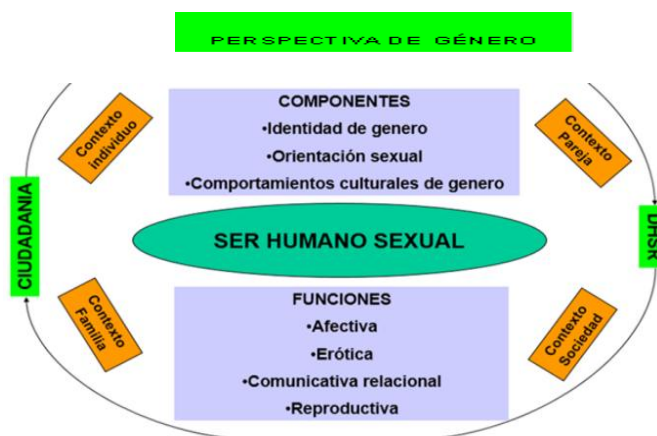 PERSPECTIVA DE GÉNERO
COMPONENTES
•Identidad de genero
•Orientación sexual
•Comportamientos culturales de genero
Contexto
individuo
Contexto
Pareja
CIUDADANIA
SER HUMANO SEXUAL
DHSR
Contexto
Familia
Contexto
Sociedad
FUNCIONES
•Afectiva
•Erótica
•Comunicativa relacional
•Reproductiva